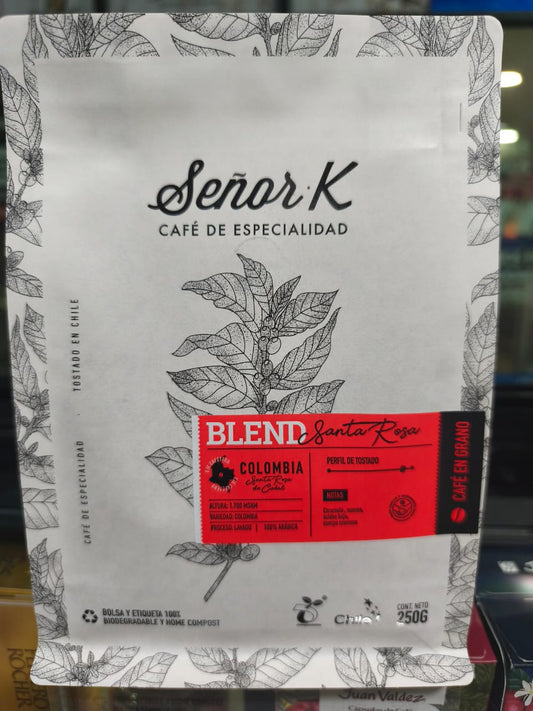 Señor K
CAFÉ DE ESPECIALIDAD
TOSTADO EN CHILE
CAFÉ DE ESPECIALIDAD
BLEND Santa Rosa
COLOMBIA
Santa Rosa
de Cabal
ALTURA: 1.700 MSNM
VARIEDAD: COLOMBIA
PROCESO: LAVADO | 100% ARÁBICA
PERFIL DE TOSTADO
NOTAS
CAFÉ EN GRANO
BOLSA Y ETIQUETA 100%
BIODEGRADABLE Y HOME COMPOST
Chile
CONT. NETO
250G
ROCHER
Juan Valdez